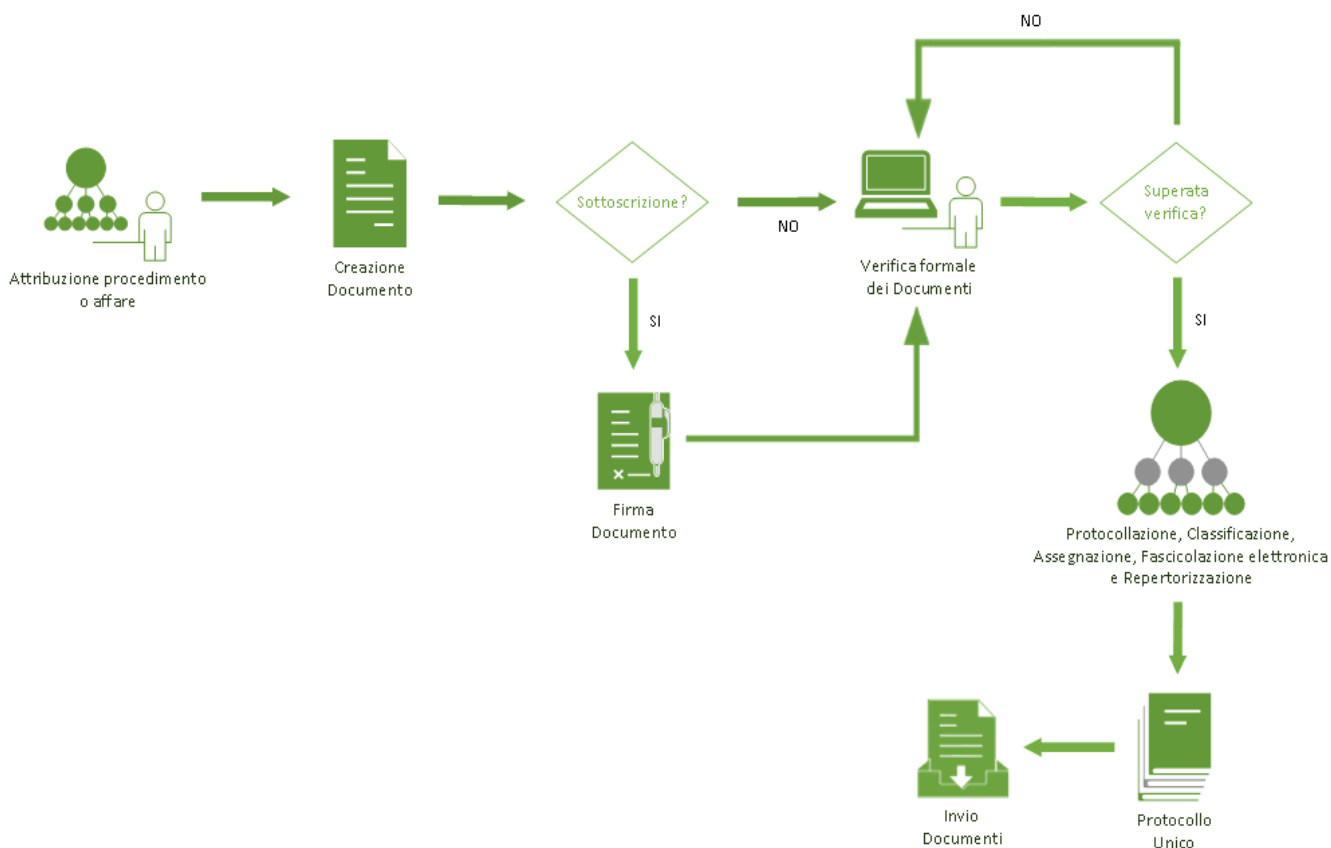 NO
Attribuzione procedimento
o affare
Creazione
Documento
Sottoscrizione?
NO
Verifica formale
dei Documenti
Superata
verifica?
SI
SI
Firma
Documento
Protocollazione, Classificazione,
Assegnazione, Fascicolazione elettronica
e Repertorizzazione
Invio
Documenti
Protocollo
Unico